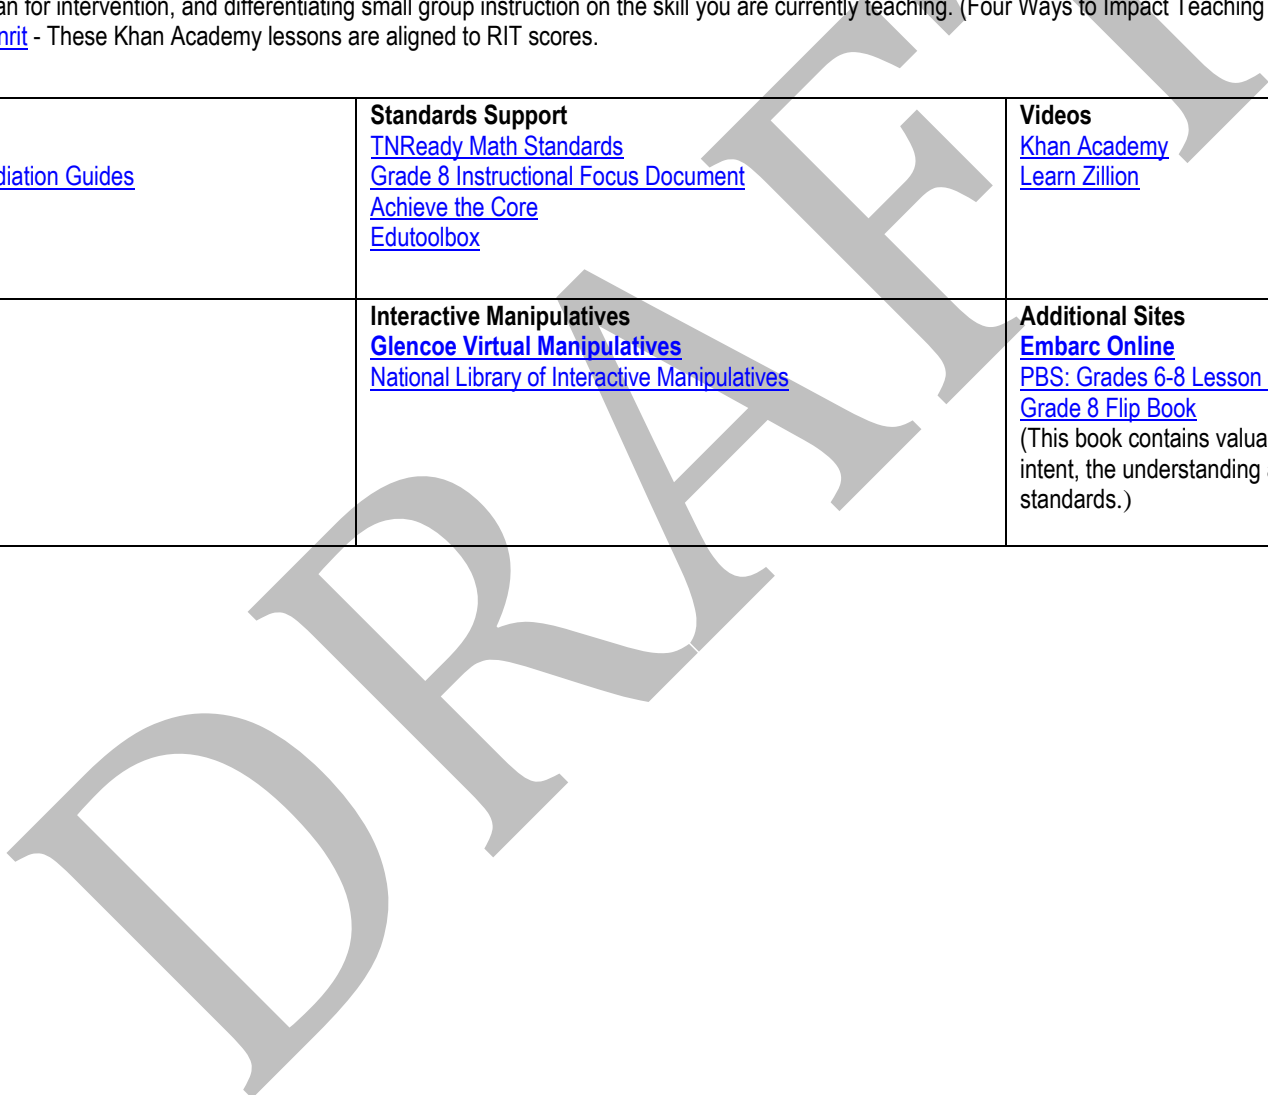 an for intervention, and differentiating small group instruction on the skill you are currently teaching. (Four Ways to Impact Teaching
nrit - These Khan Academy lessons are aligned to RIT scores.
diation Guides
Standards Support
TNReady Math Standards
Grade 8 Instructional Focus Document
Achieve the Core
Edutoolbox
Videos
Khan Academy
Learn Zillion
Interactive Manipulatives
Glencoe Virtual Manipulatives
National Library of Interactive Manipulatives
Additional Sites
Embarc Online
PBS: Grades 6-8 Lesson
Grade 8 Flip Book
(This book contains valua
intent, the understanding
standards.)
DRAFT